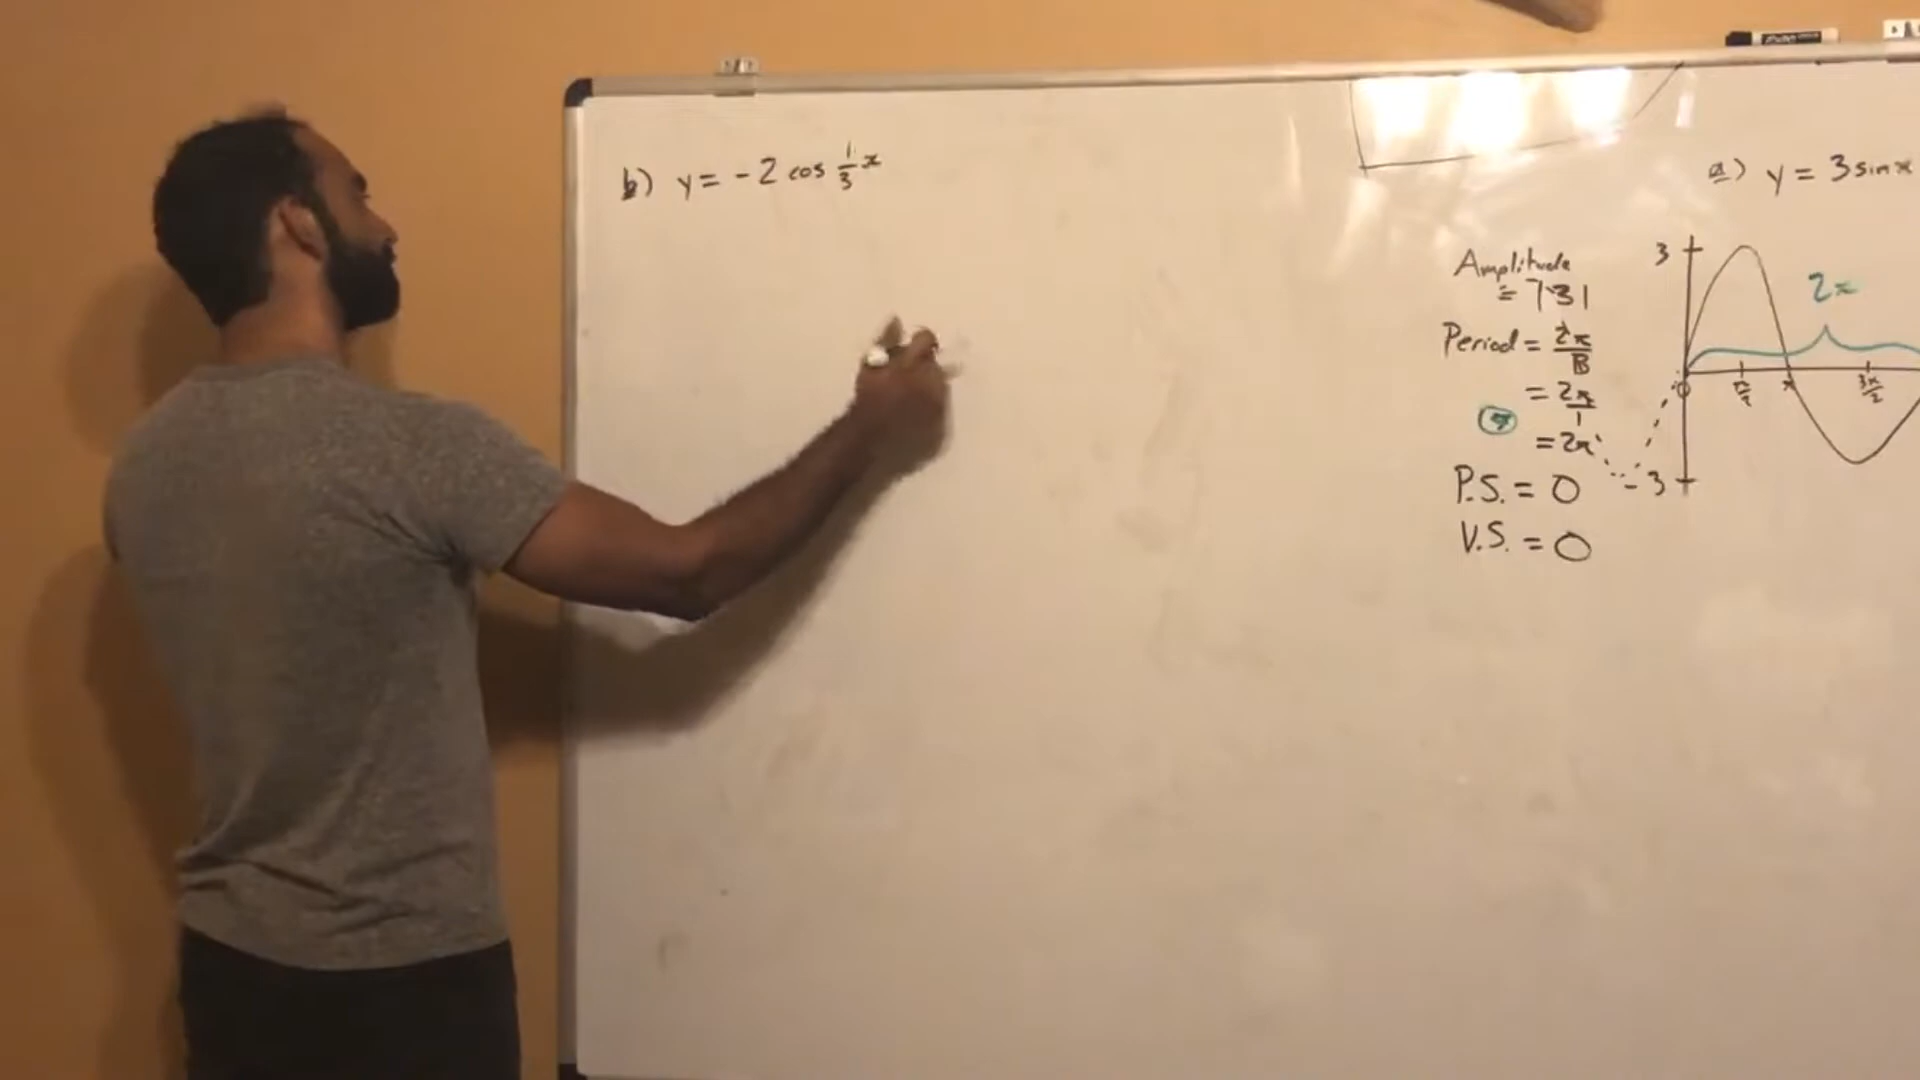 b) y = -2 cos 1/3 x
a) y = 3 sin x
Amplitude
Period = 2π/B
= 2π/1
= 2π
P.S. = 0
V.S. = 0
3
2π
0 π/2 π 3π/2
-3